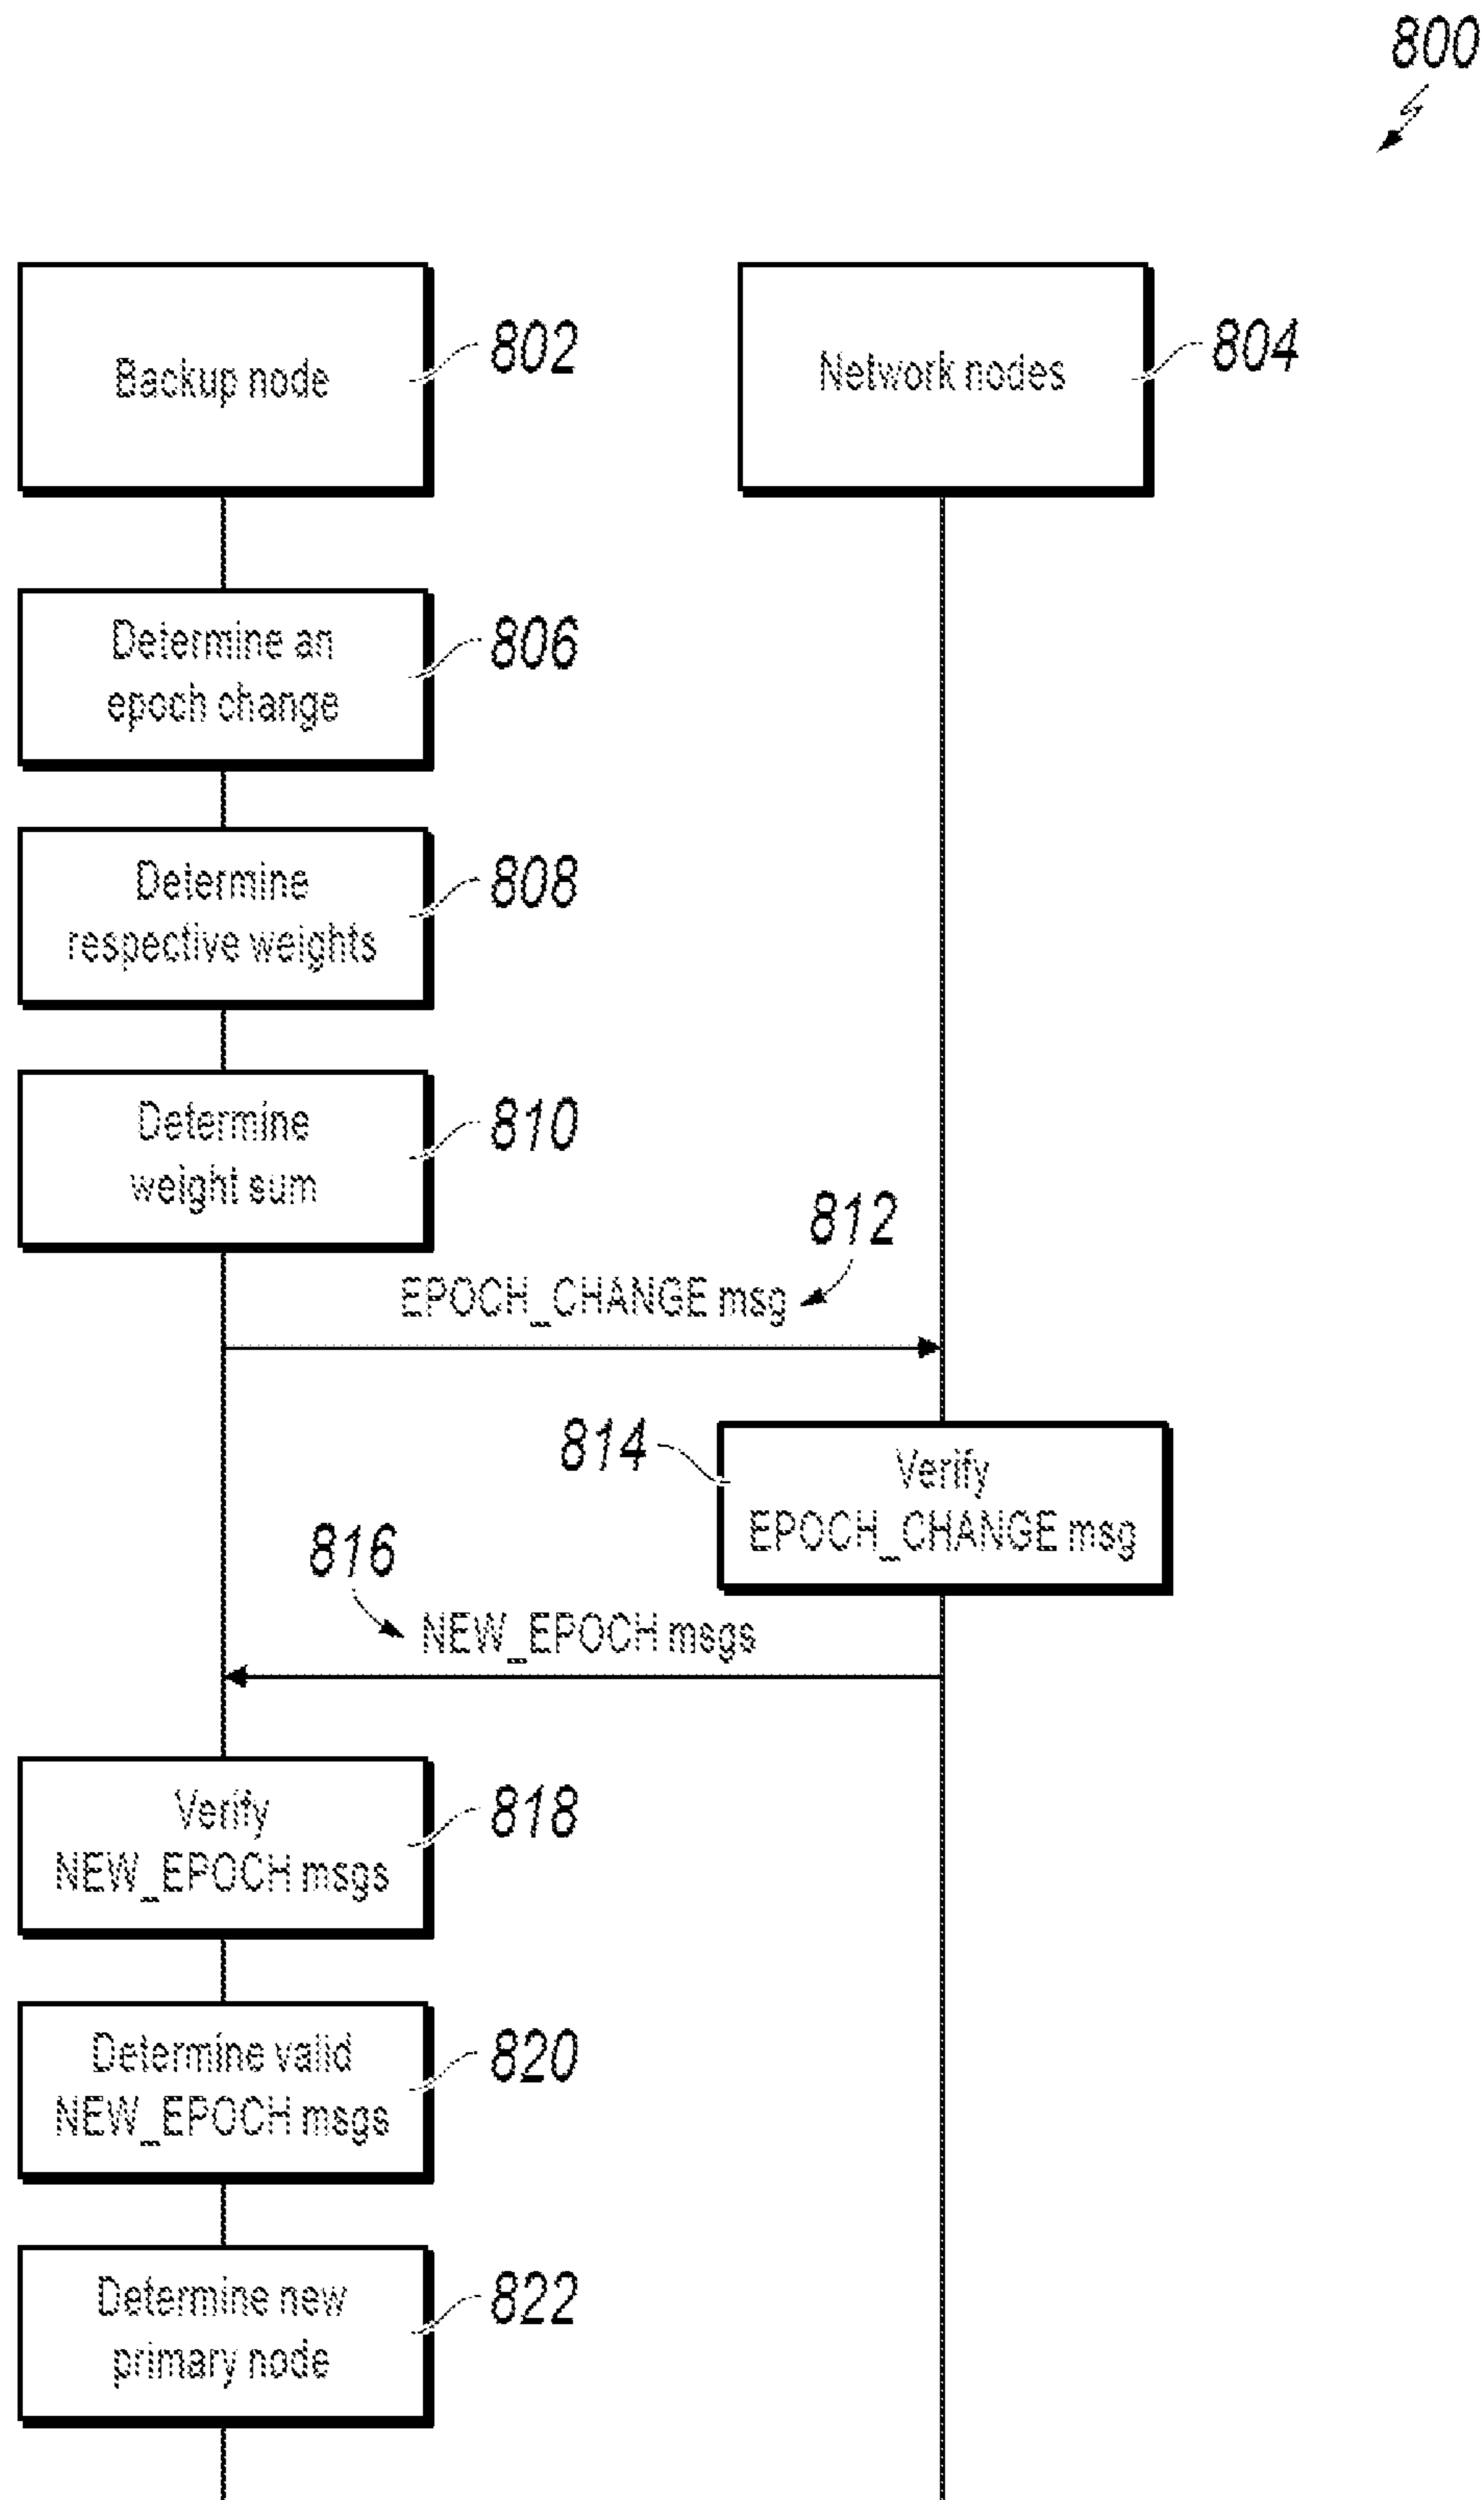 800
Backup node
802
Network nodes
804
Determine an
epoch change
806
Determine
respective weights
808
Determine
weight sum
810
812
EPOCH_CHANGE msg
814
Verify
EPOCH_CHANGE msg
816
NEW_EPOCH msgs
Verify
NEW_EPOCH msgs
818
Determine valid
NEW_EPOCH msgs
820
Determine new
primary node
822